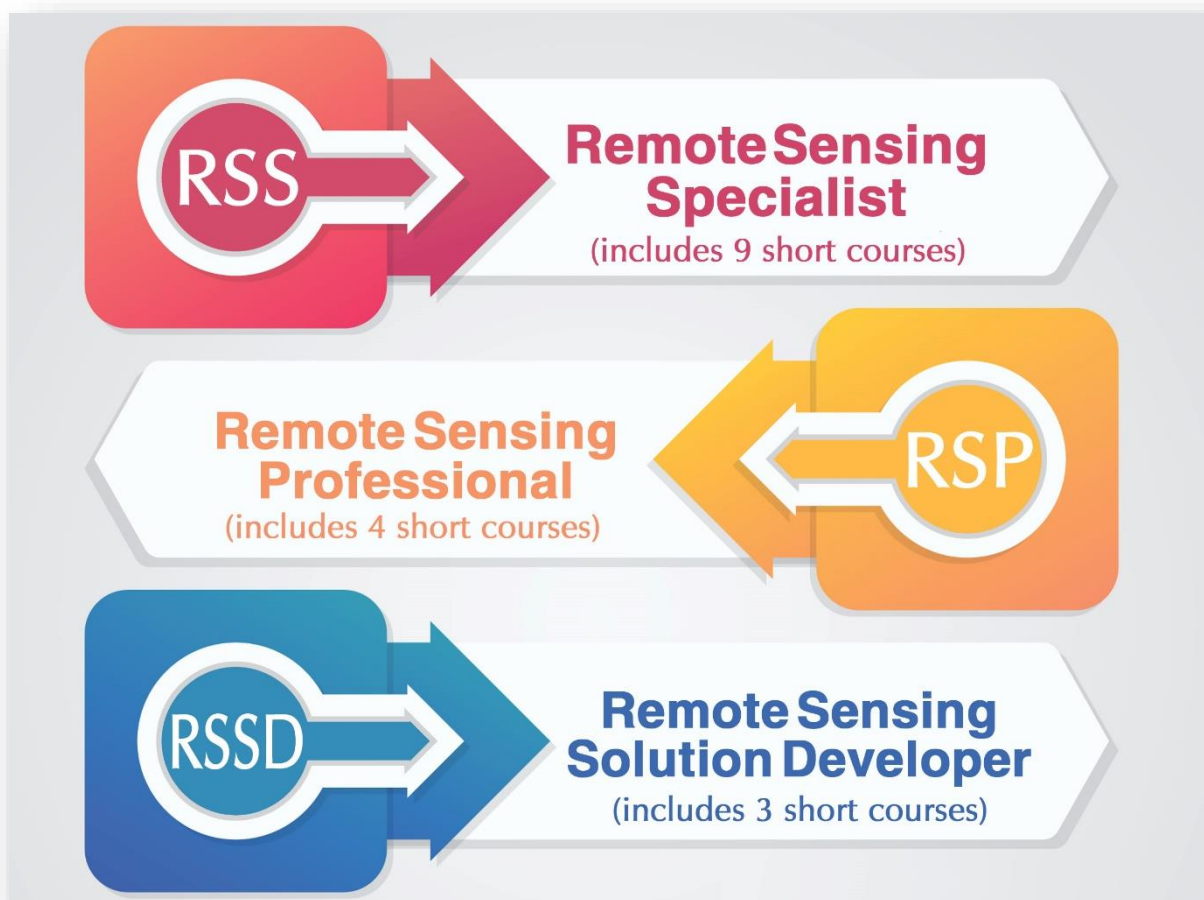 RSS
Remote Sensing
Specialist
(includes 9 short courses)
Remote Sensing
Professional
(includes 4 short courses)
RSP
RSSD
Remote Sensing
Solution Developer
(includes 3 short courses)